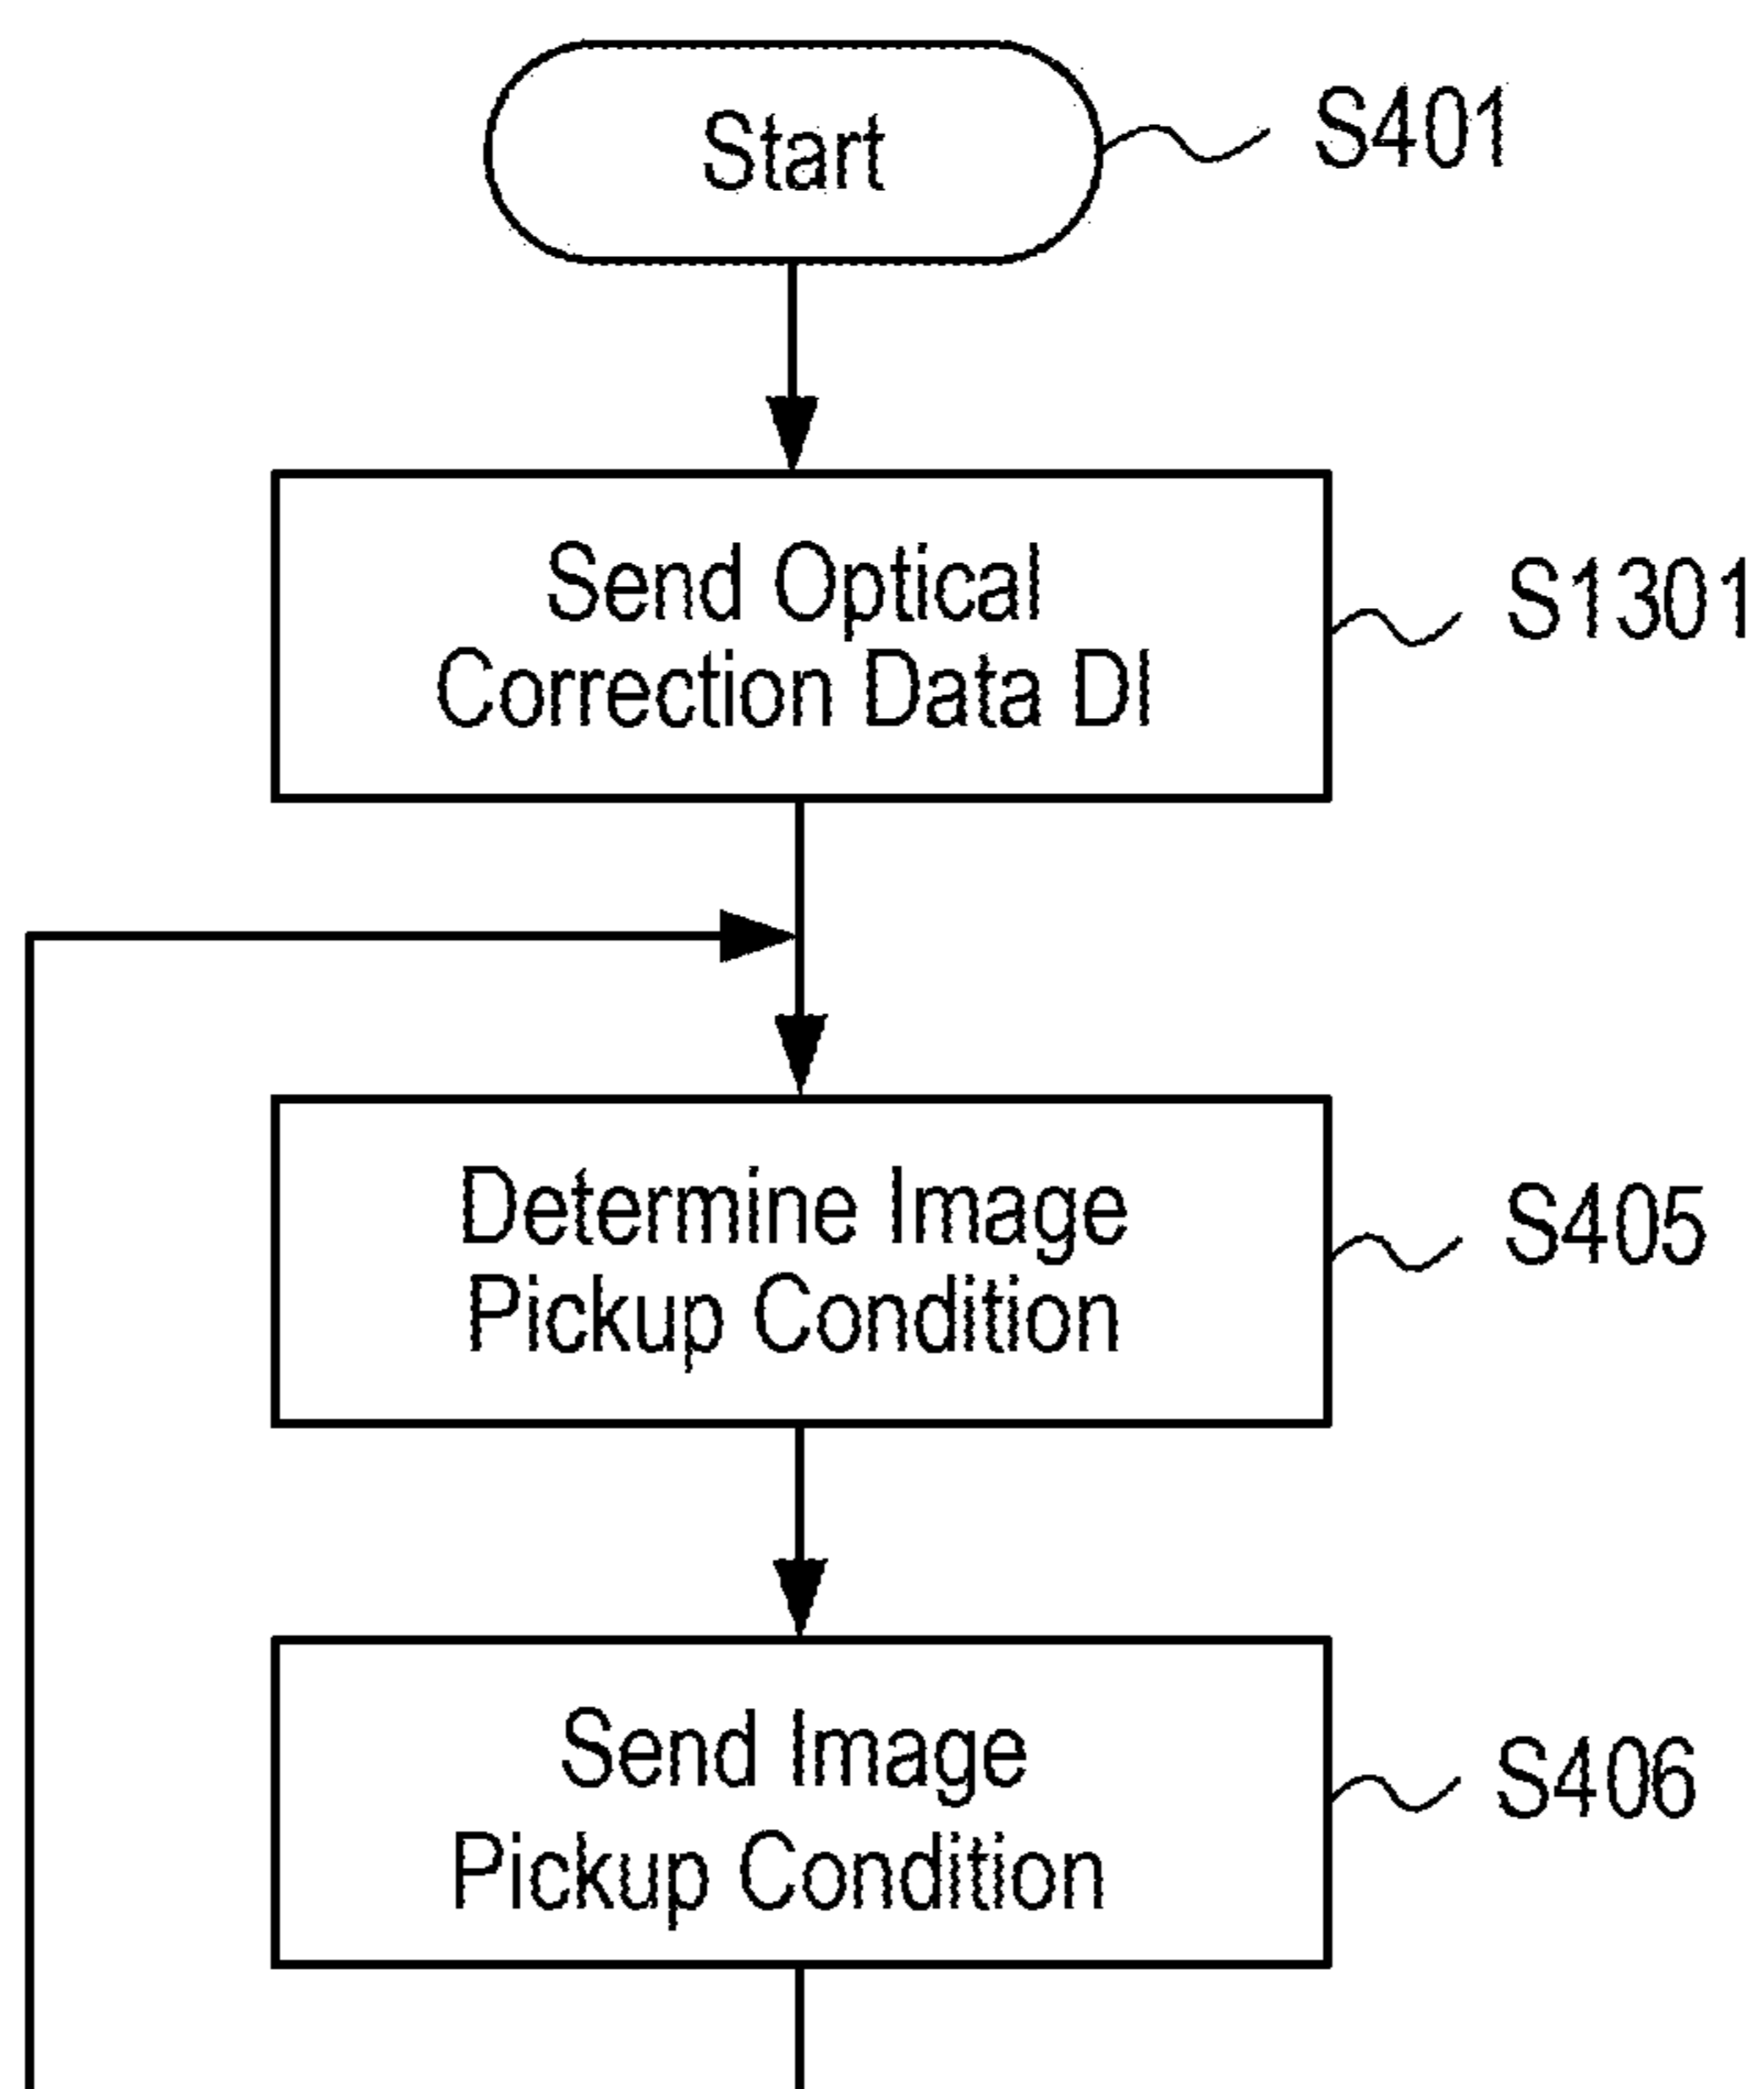 Start
S401
Send Optical
Correction Data DI
S1301
Determine Image
Pickup Condition
S405
Send Image
Pickup Condition
S406